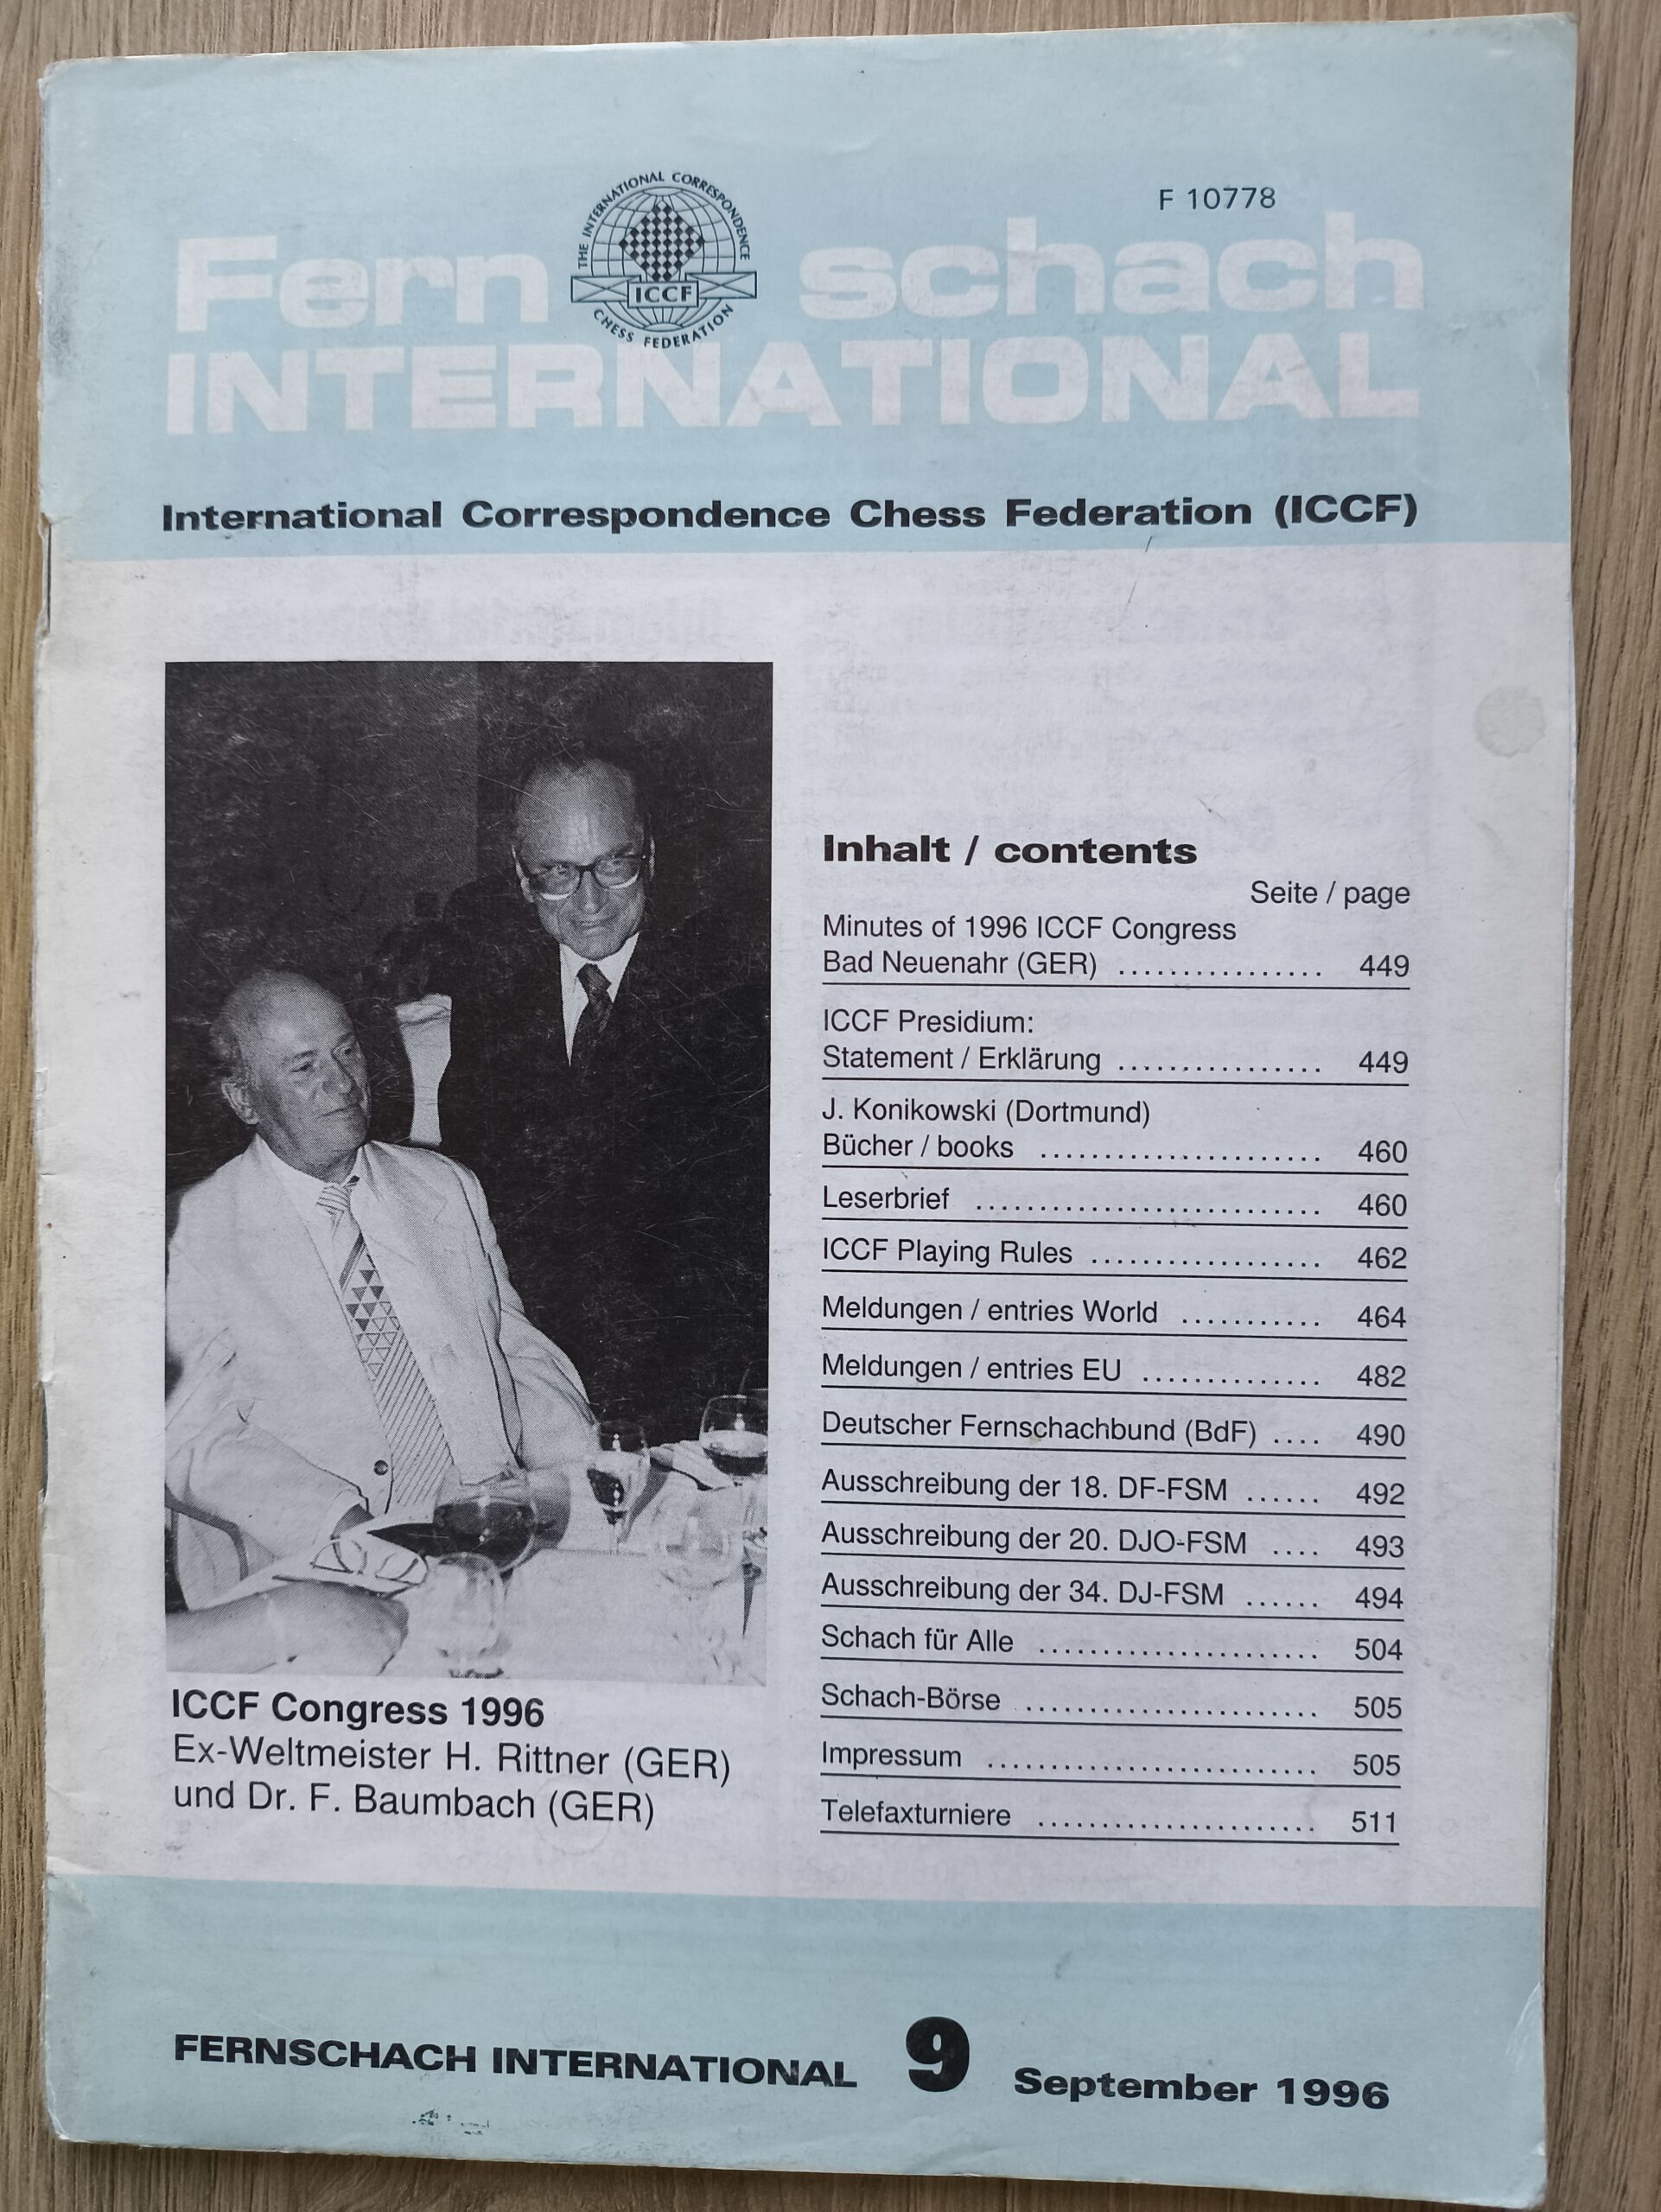 F 10778
THE INTERNATIONAL CORRESPONDENCE
ICCF
CHESS FEDERATION
Fern schach
INTERNATIONAL
International Correspondence Chess Federation (ICCF)
Inhalt / contents
Seite / page
Minutes of 1996 ICCF Congress
Bad Neuenahr (GER) ................ 449
ICCF Presidium:
Statement / Erklärung ................ 449
J. Konikowski (Dortmund)
Bücher / books ...................... 460
Leserbrief ........................... 460
ICCF Playing Rules .................. 462
Meldungen / entries World ........... 464
Meldungen / entries EU .............. 482
Deutscher Fernschachbund (BdF) .... 490
Ausschreibung der 18. DF-FSM ...... 492
Ausschreibung der 20. DJO-FSM .... 493
Ausschreibung der 34. DJ-FSM ...... 494
Schach für Alle ...................... 504
Schach-Börse ....................... 505
Impressum .......................... 505
Telefaxturniere ...................... 511
ICCF Congress 1996
Ex-Weltmeister H. Rittner (GER)
und Dr. F. Baumbach (GER)
FERNSCHACH INTERNATIONAL 9 September 1996